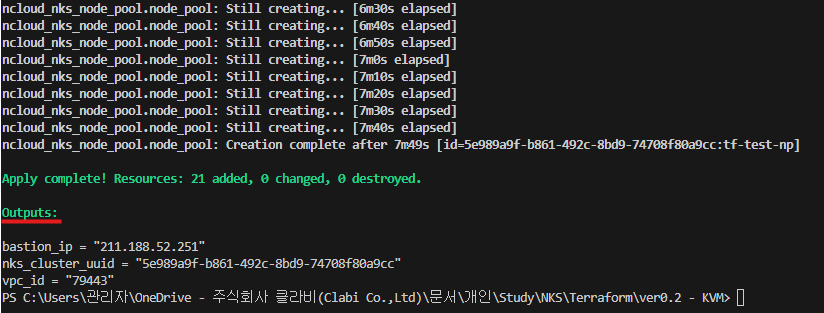 ncloud_nks_node_pool.node_pool: Still creating... [6m30s elapsed]
ncloud_nks_node_pool.node_pool: Still creating... [6m40s elapsed]
ncloud_nks_node_pool.node_pool: Still creating... [6m50s elapsed]
ncloud_nks_node_pool.node_pool: Still creating... [7m0s elapsed]
ncloud_nks_node_pool.node_pool: Still creating... [7m10s elapsed]
ncloud_nks_node_pool.node_pool: Still creating... [7m20s elapsed]
ncloud_nks_node_pool.node_pool: Still creating... [7m30s elapsed]
ncloud_nks_node_pool.node_pool: Still creating... [7m40s elapsed]
ncloud_nks_node_pool.node_pool: Creation complete after 7m49s [id=5e989a9f-b861-492c-8bd9-74708f80a9cc:tf-test-np]
Apply complete! Resources: 21 added, 0 changed, 0 destroyed.
Outputs:
bastion_ip = "211.188.52.251"
nks_cluster_uuid = "5e989a9f-b861-492c-8bd9-74708f80a9cc"
vpc_id = "79443"
PS C:\Users\관리자\OneDrive - 주식회사 클라비(Clabi Co.,Ltd)\문서\개인\Study\NKS\Terraform\ver0.2 - KVM>